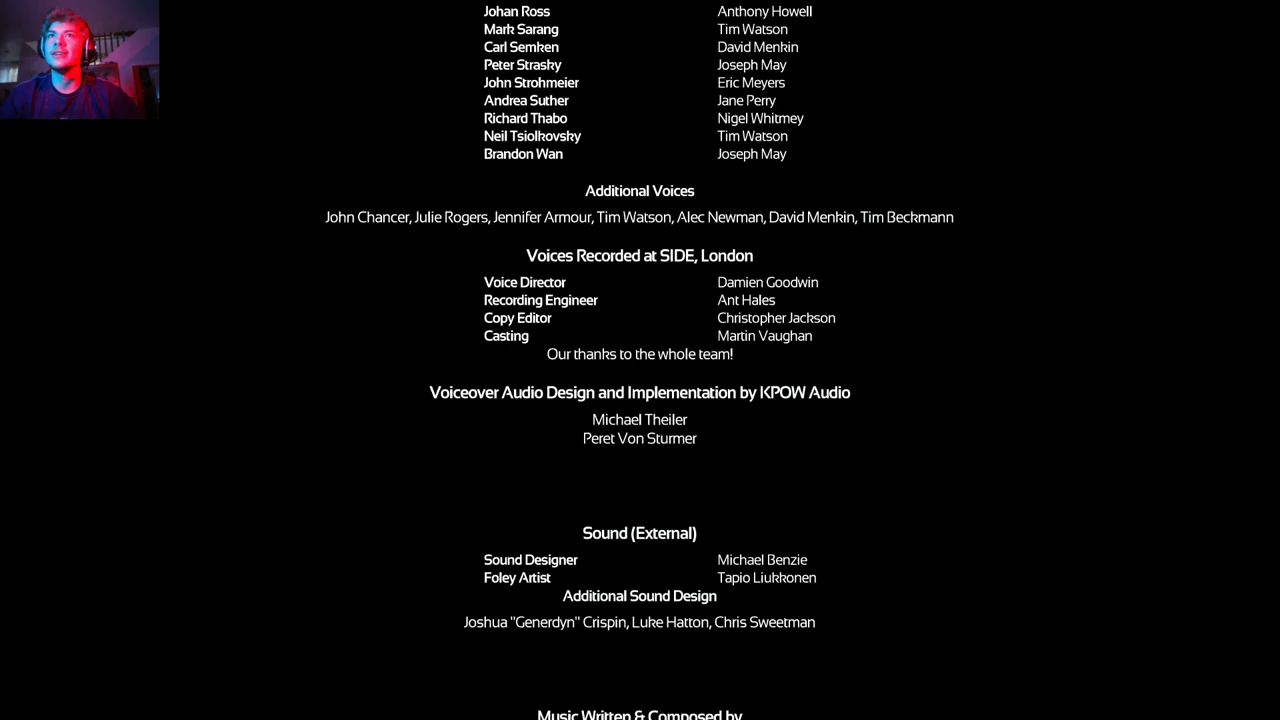 Johan Ross Anthony Howell
Mark Sarang Tim Watson
Carl Semken David Menkin
Peter Strasky Joseph May
John Strohmeier Eric Meyers
Andrea Suther Jane Perry
Richard Thabo Nigel Whitmey
Neil Tsiolkovsky Tim Watson
Brandon Wan Joseph May
Additional Voices
John Chancer, Julie Rogers, Jennifer Armour, Tim Watson, Alec Newman, David Menkin, Tim Beckmann
Voices Recorded at SIDE, London
Voice Director Damien Goodwin
Recording Engineer Ant Hales
Copy Editor Christopher Jackson
Casting Martin Vaughan
Our thanks to the whole team!
Voiceover Audio Design and Implementation by KPOW Audio
Michael Theiler
Peret Von Sturmer
Sound (External)
Sound Designer Michael Benzie
Foley Artist Tapio Liukkonen
Additional Sound Design
Joshua "Generdyn" Crispin, Luke Hatton, Chris Sweetman
Music Written & Composed by